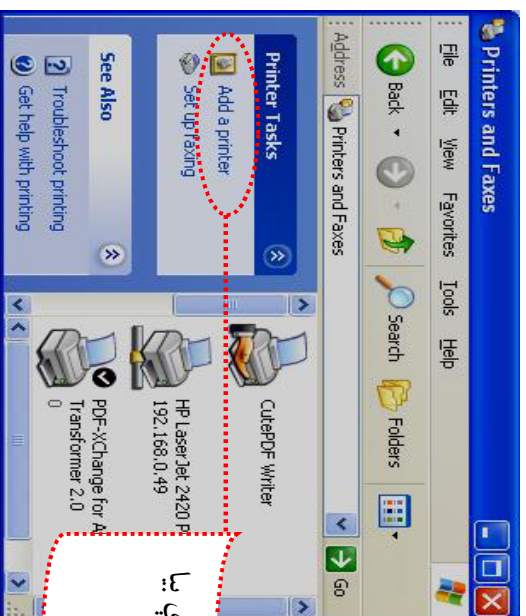 Printers and Faxes
File Edit View Favorites Tools Help
Back Search Folders
Address Printers and Faxes Go
Printer Tasks
Add a printer
Set up faxing
See Also
Troubleshoot printing
Get help with printing
CutePDF Writer
HP LaserJet 2420 P
192.168.0.49
PDF-XChange for A
Transformer 2.0
0